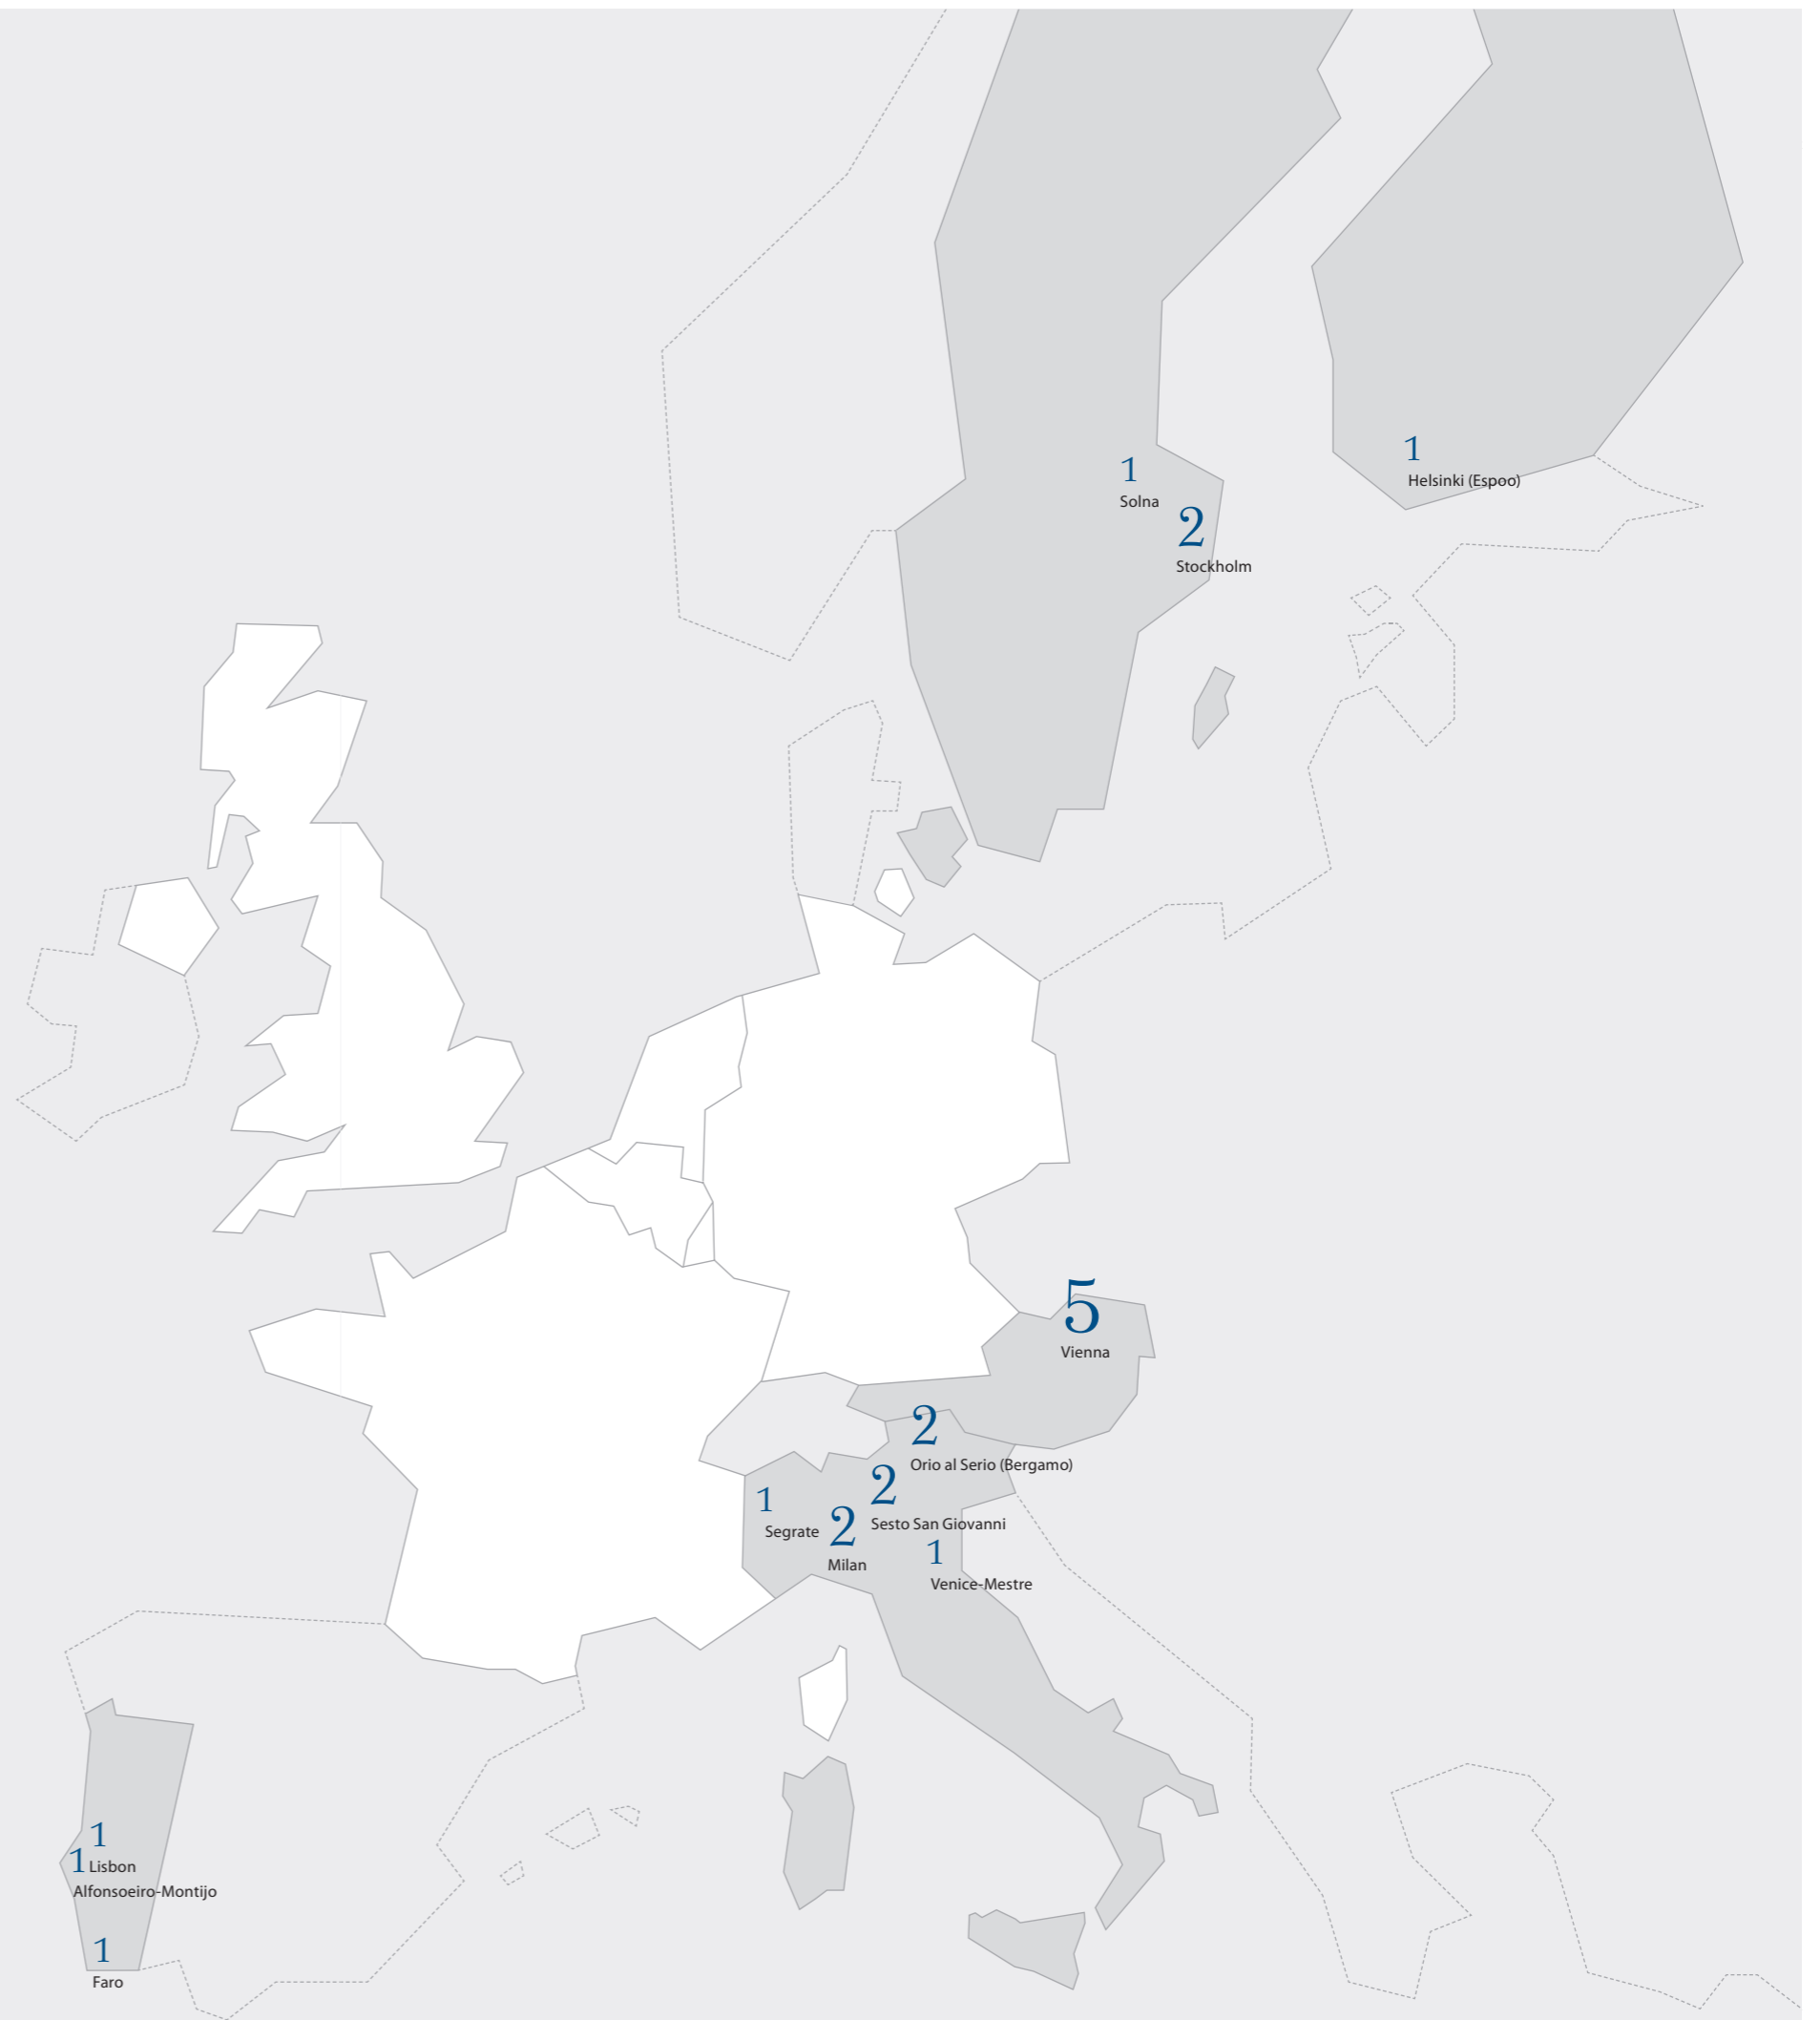 1
Helsinki (Espoo)
1
Solna
2
Stockholm
5
Vienna
2
Orio al Serio (Bergamo)
2
Sesto San Giovanni
1
Segrate
2
Milan
1
Venice-Mestre
1
Lisbon
1
Alfonsoeiro-Montijo
1
Faro